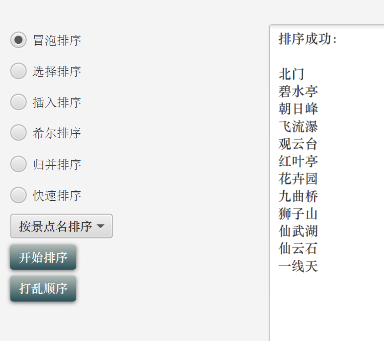 冒泡排序
选择排序
插入排序
希尔排序
归并排序
快速排序
按景点名排序
开始排序
打乱顺序
排序成功:
北门
碧水亭
朝日峰
飞流瀑
观云台
红叶亭
花卉园
九曲桥
狮子山
仙武湖
仙云石
一线天